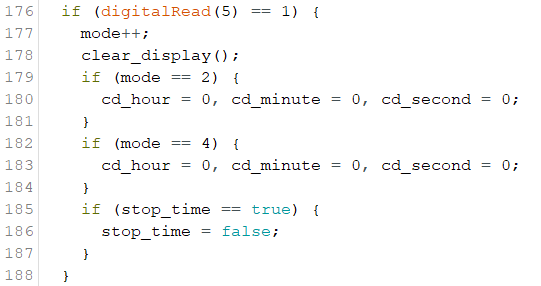 176 if (digitalRead(5) == 1) {
177 mode++;
178 clear_display();
179 if (mode == 2) {
180 cd_hour = 0, cd_minute = 0, cd_second = 0;
181 }
182 if (mode == 4) {
183 cd_hour = 0, cd_minute = 0, cd_second = 0;
184 }
185 if (stop_time == true) {
186 stop_time = false;
187 }
188 }